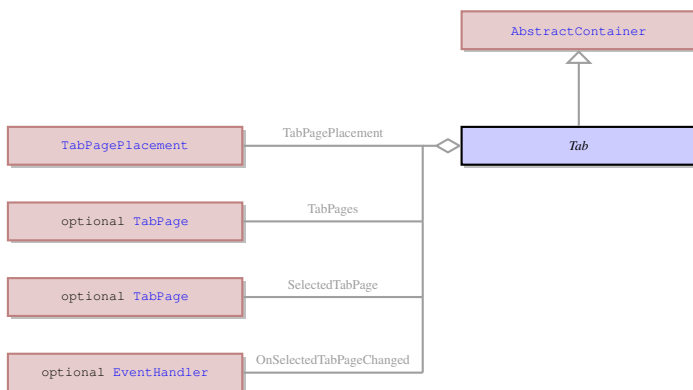 AbstractContainer
TabPagePlacement
TabPagePlacement
Tab
optional TabPage
TabPages
optional TabPage
SelectedTabPage
optional EventHandler
OnSelectedTabPageChanged